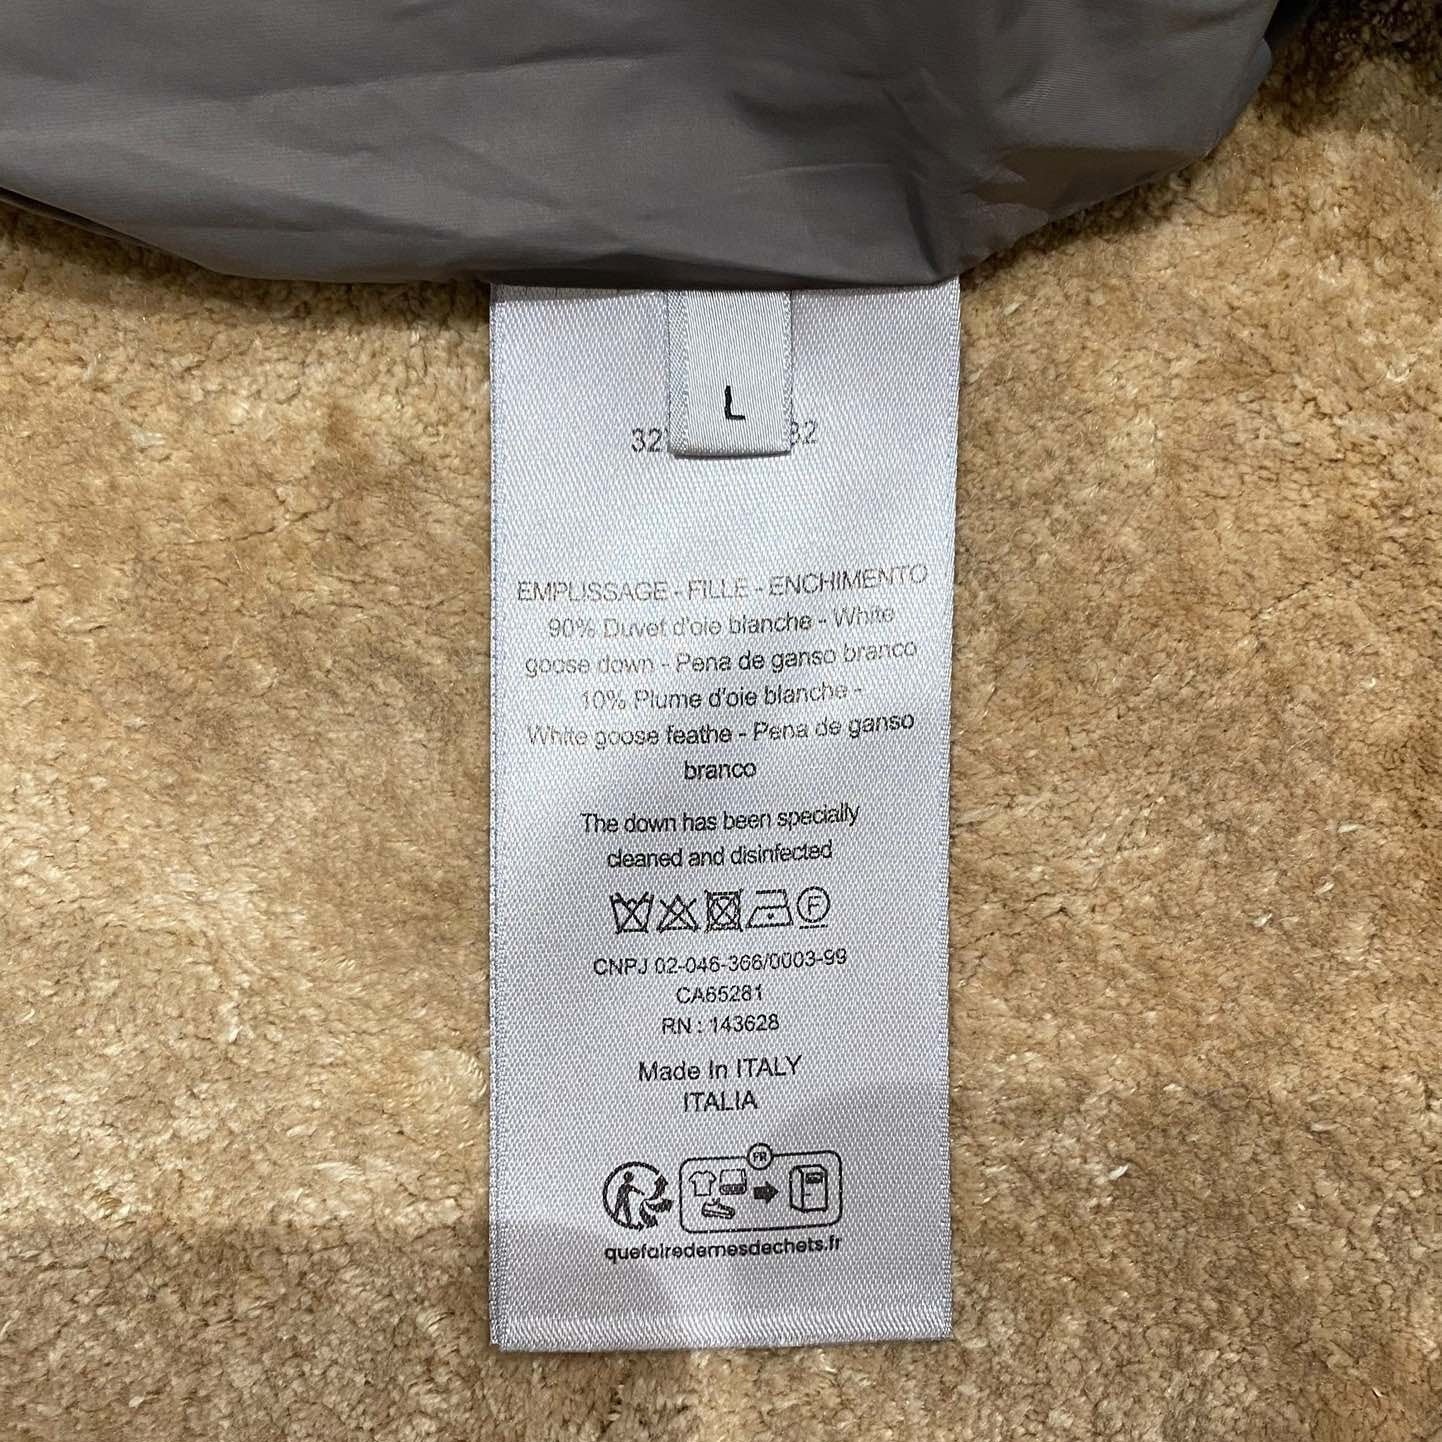 L
32 32
EMPLISSAGE - FILLE - ENCHIMENTO
90% Duvet d'oie blanche - White
goose down - Pena de ganso branco
10% Plume d'oie blanche -
White goose feathe - Pena de ganso
branco
The down has been specially
cleaned and disinfected
F
CNPJ 02-046-366/0003-99
CA65281
RN : 143628
Made In ITALY
ITALIA
FR
quefairedemesdechets.fr